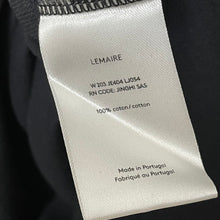 LEMAIRE
W 203 JE404 LJ054
RN CODE: JINGHI SAS
100% coton / cotton
Made in Portugal
Fabriqué au Portugal